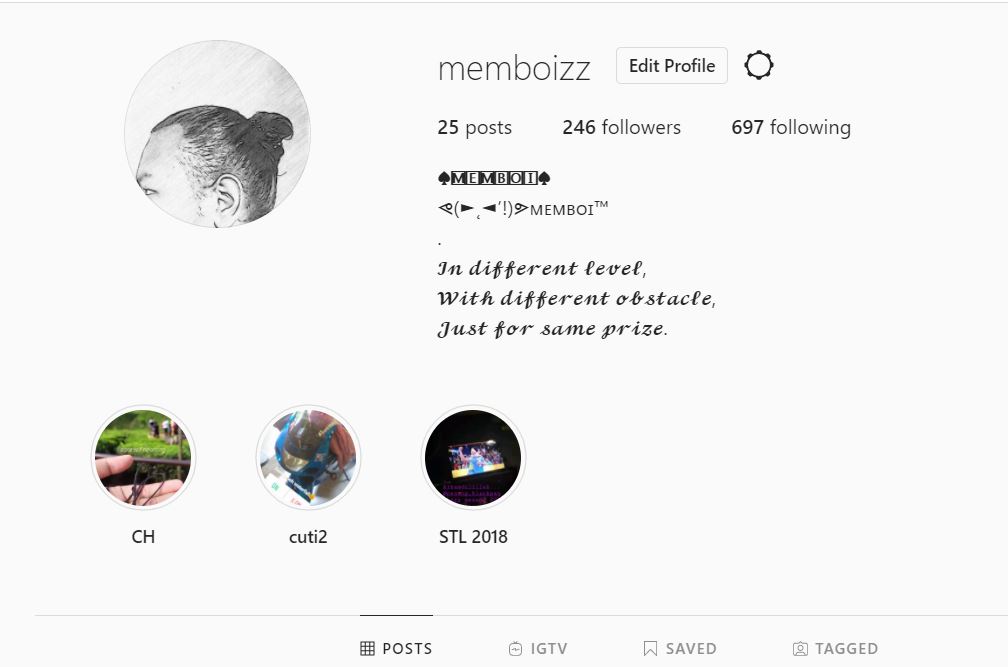 memboizz Edit Profile
25 posts 246 followers 697 following
♠🄼🄴🄼🄱🄾🄸♠
⋖(►˛◄'!)⋗ᴍᴇᴍʙᴏɪ™
.
𝓘𝓷 𝓭𝓲𝓯𝓯𝓮𝓻𝓮𝓷𝓽 𝓵𝓮𝓿𝓮𝓵,
𝓦𝓲𝓽𝓱 𝓭𝓲𝓯𝓯𝓮𝓻𝓮𝓷𝓽 𝓸𝓫𝓼𝓽𝓪𝓬𝓵𝓮,
𝓙𝓾𝓼𝓽 𝓯𝓸𝓻 𝓼𝓪𝓶𝓮 𝓹𝓻𝓲𝔃𝓮.
CH cuti2 STL 2018
POSTS IGTV SAVED TAGGED